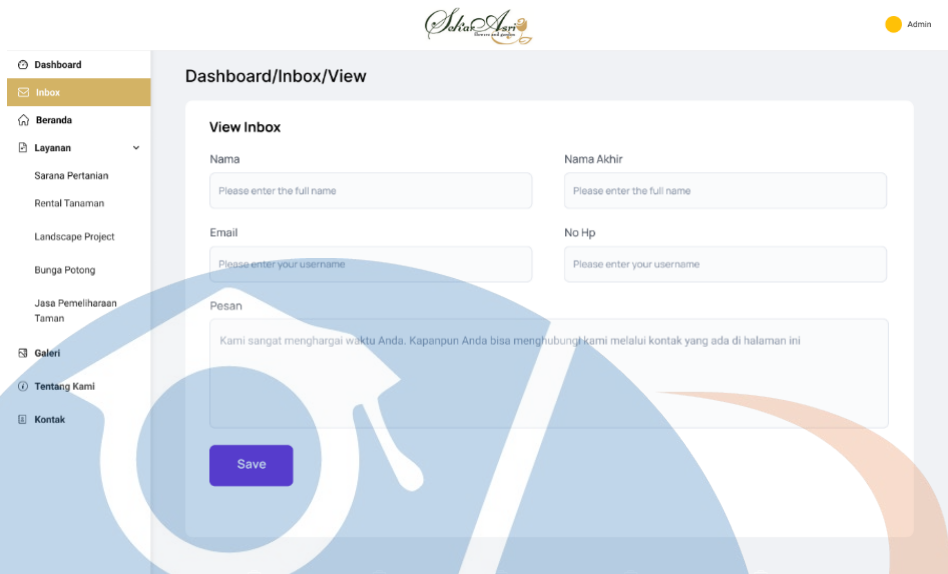 Sekar Asri
flowers and garden
Admin
Dashboard
Inbox
Beranda
Layanan
Sarana Pertanian
Rental Tanaman
Landscape Project
Bunga Potong
Jasa Pemeliharaan
Taman
Galeri
Tentang Kami
Kontak
Dashboard/Inbox/View
View Inbox
Nama
Nama Akhir
Please enter the full name
Please enter the full name
Email
No Hp
Please enter your username
Please enter your username
Pesan
Kami sangat menghargai waktu Anda. Kapanpun Anda bisa menghubungi kami melalui kontak yang ada di halaman ini
Save